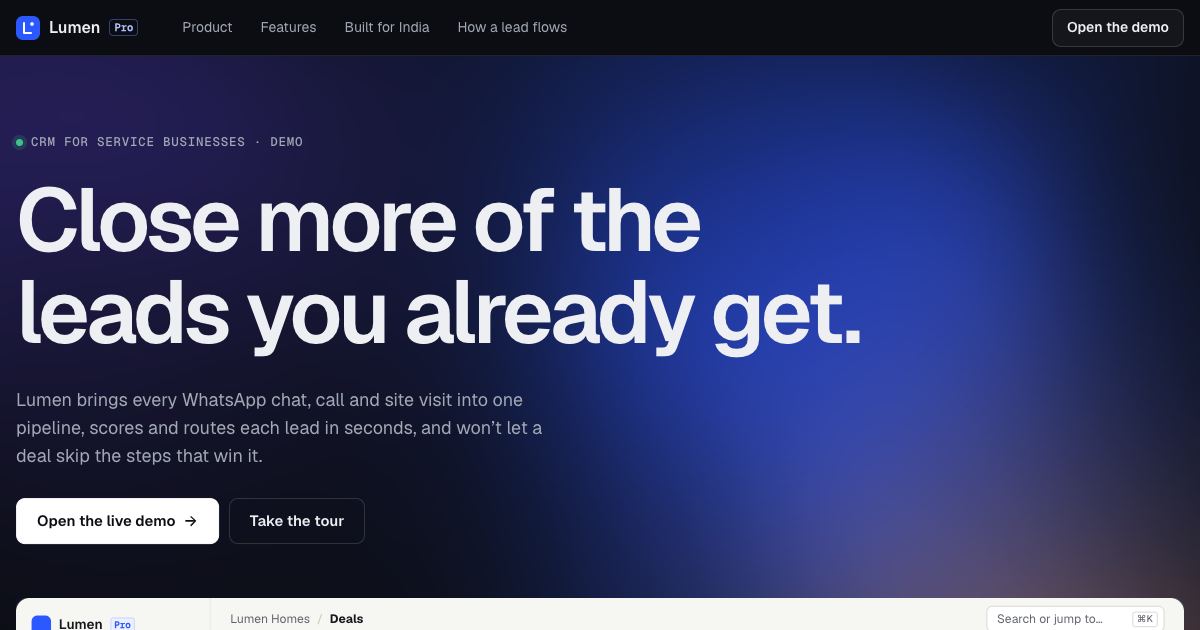 Lumen Pro Product Features Built for India How a lead flows Open the demo
CRM FOR SERVICE BUSINESSES · DEMO
Close more of the
leads you already get.
Lumen brings every WhatsApp chat, call and site visit into one
pipeline, scores and routes each lead in seconds, and won’t let a
deal skip the steps that win it.
Open the live demo → Take the tour
Lumen Pro Lumen Homes / Deals Search or jump to... ⌘K